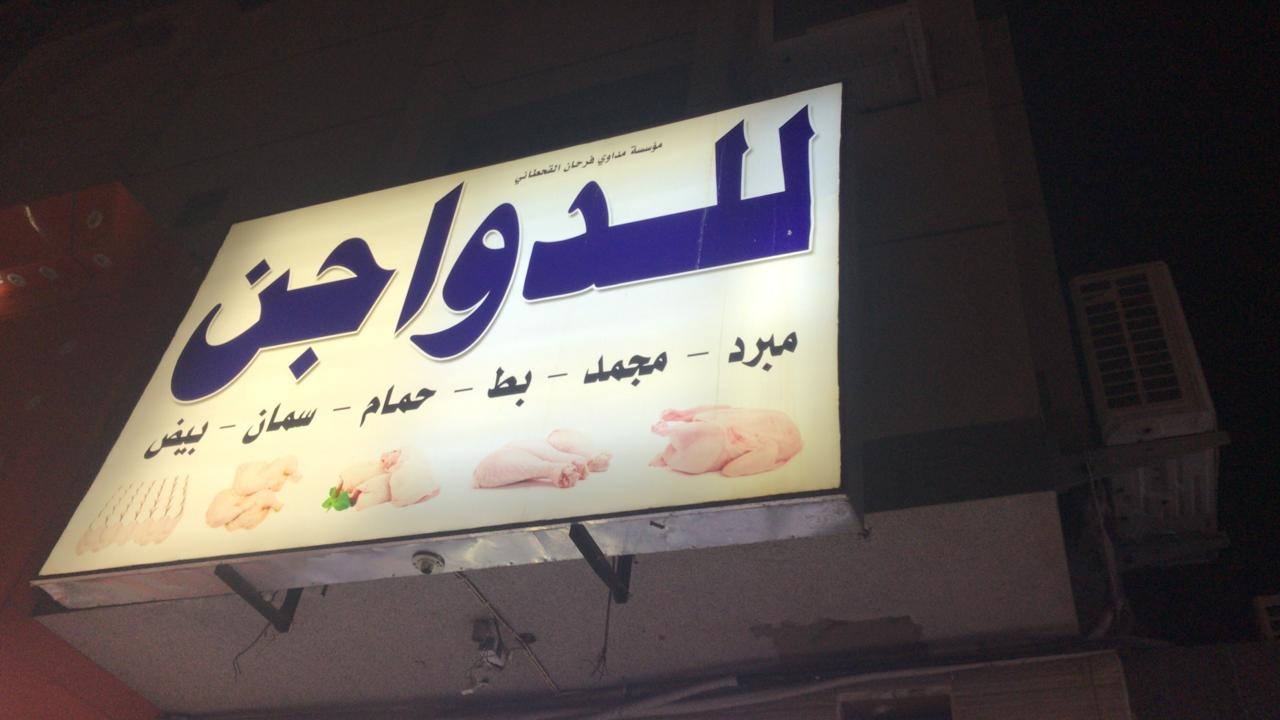 مؤسسة مداوي فرحان القحطاني
للدواجن
مبرد - مجمد - بط - حمام - سمان - بيض